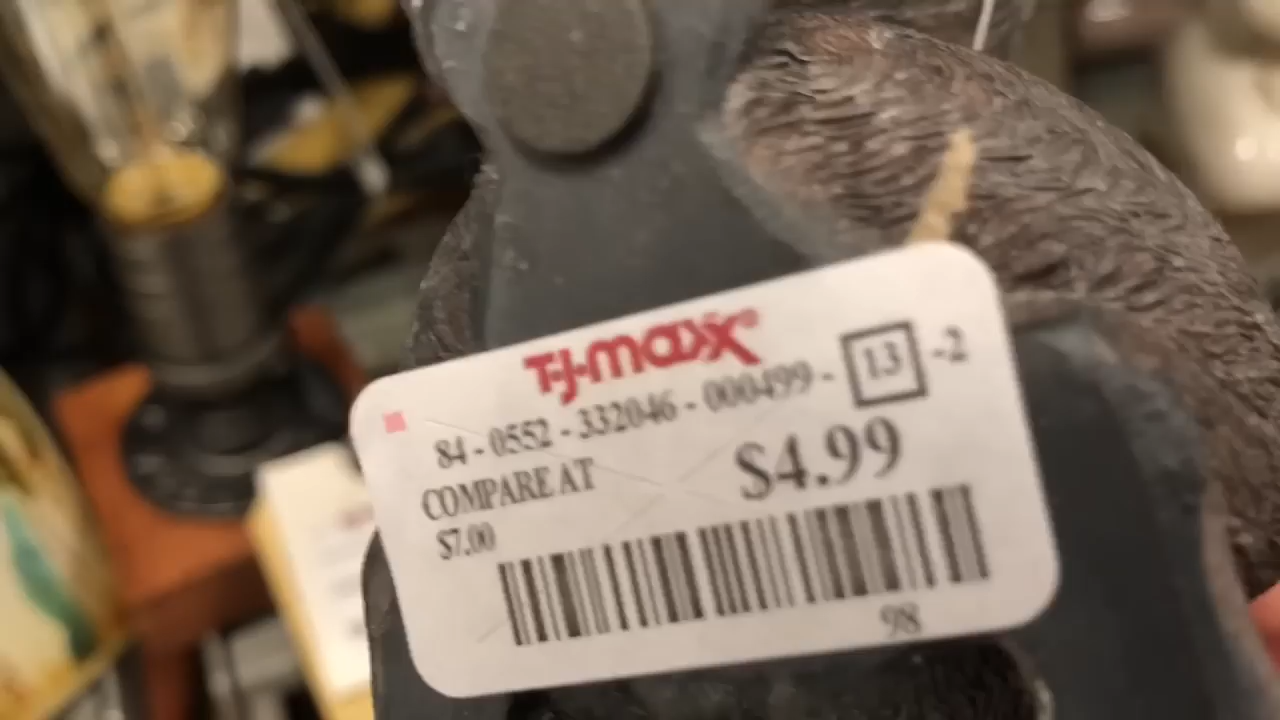 T·J·maxx®
84 - 0552 - 332046 - 000499 - 13 -2
COMPARE AT
$4.99
$7.00
98